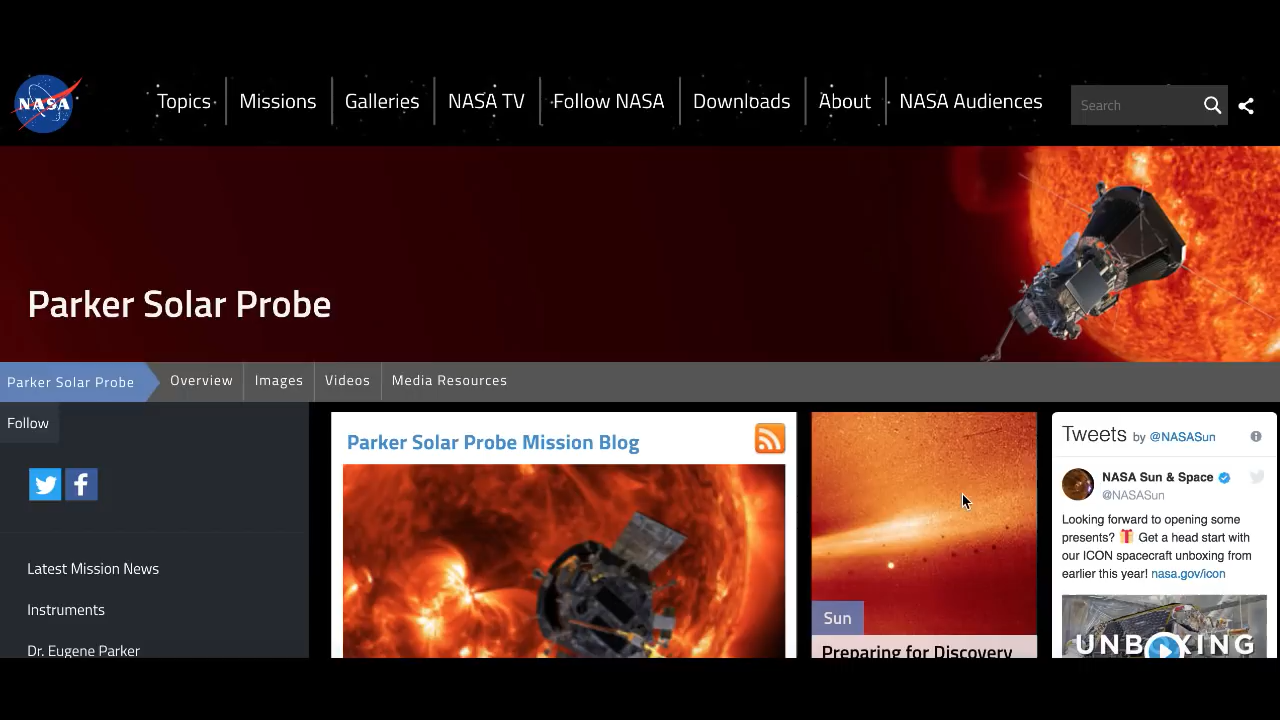 NASA
Topics
Missions
Galleries
NASA TV
Follow NASA
Downloads
About
NASA Audiences
Search
Parker Solar Probe
Parker Solar Probe
Overview
Images
Videos
Media Resources
Follow
Latest Mission News
Instruments
Dr. Eugene Parker
Parker Solar Probe Mission Blog
Sun
Preparing for Discovery
Tweets by @NASASun
NASA Sun & Space
@NASASun
Looking forward to opening some
presents? 🎁 Get a head start with
our ICON spacecraft unboxing from
earlier this year! nasa.gov/icon
UNBOXING